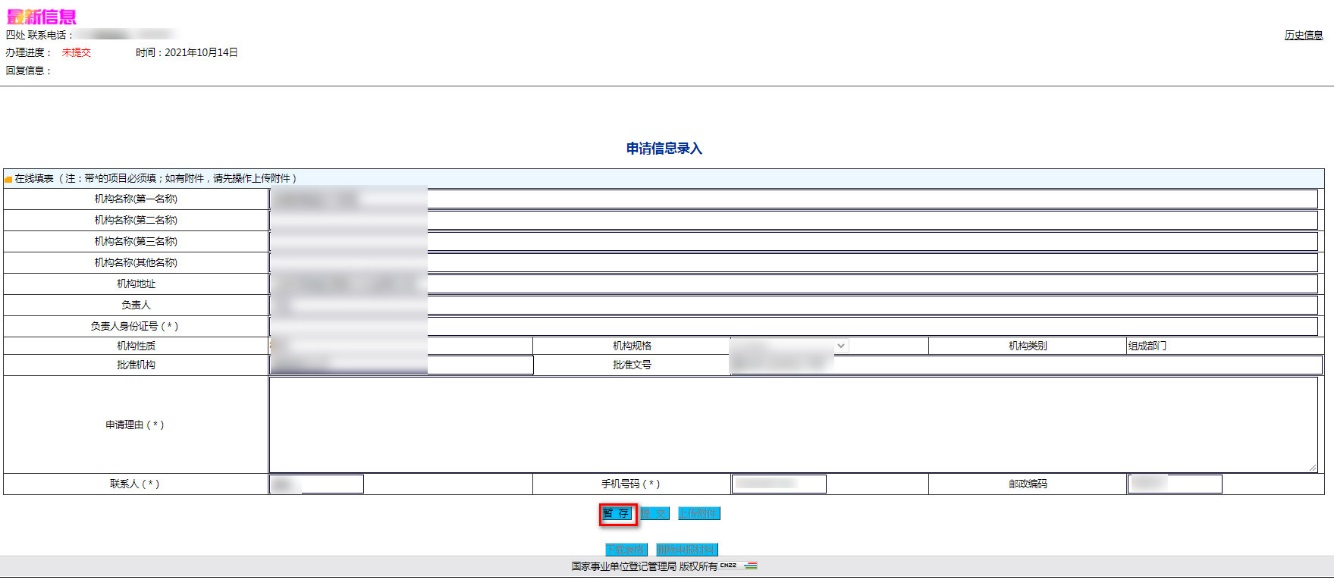 最新信息
四处 联系电话：
历史信息
办理进度： 未提交 时间：2021年10月14日
回复信息：
申请信息录入
在线填表（ 注：带*的项目必须填；如有附件，请先操作上传附件 ）
机构名称(第一名称)
机构名称(第二名称)
机构名称(第三名称)
机构名称(其他名称)
机构地址
负责人
负责人身份证号 ( * )
机构性质 机构规格 机构类别 组成部门
批准机构 批准文号
申请理由 ( * )
联系人 ( * ) 手机号码 ( * ) 邮政编码
暂 存 提 交 上传附件
国家事业单位登记管理局 版权所有 CNZZ